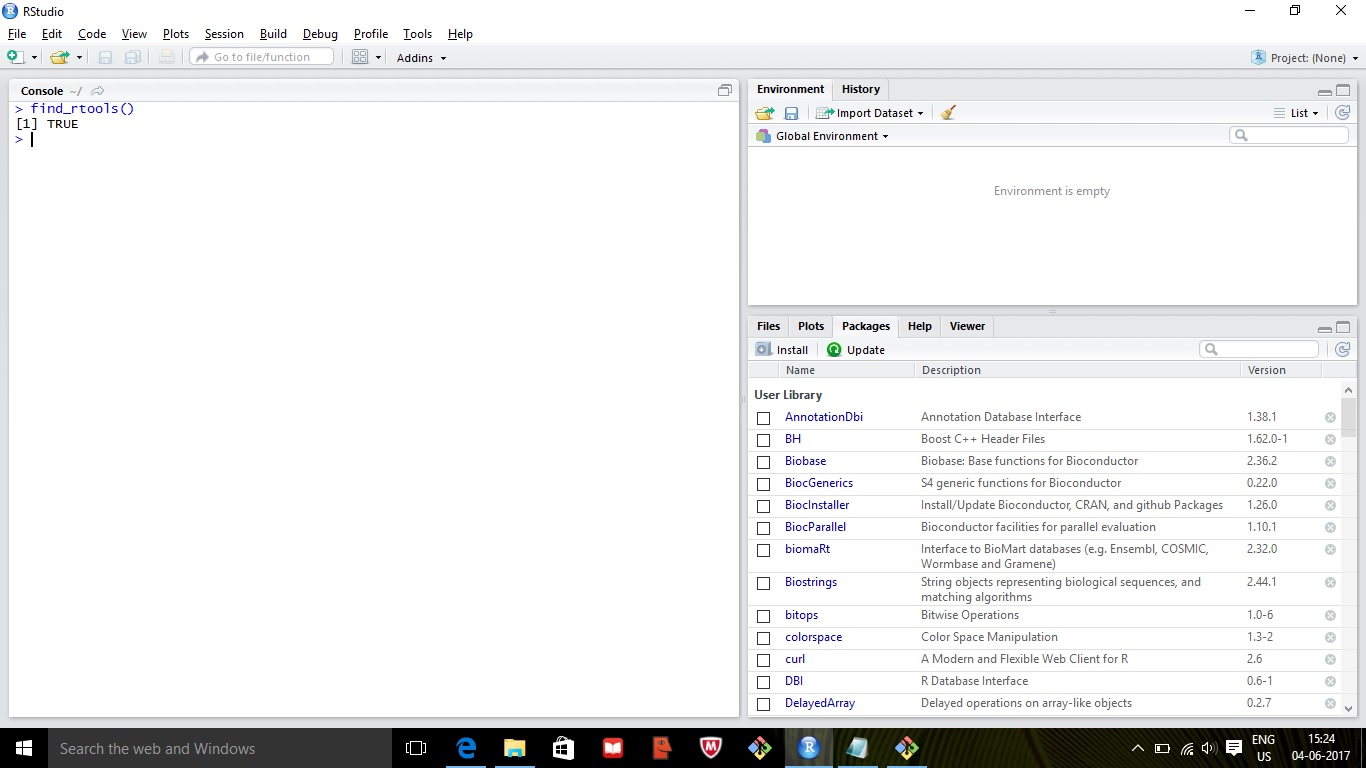 RStudio
File Edit Code View Plots Session Build Debug Profile Tools Help
Go to file/function Addins Project: (None)
Console ~/
> find_rtools()
[1] TRUE
>
Environment History
Import Dataset List
Global Environment
Environment is empty
Files Plots Packages Help Viewer
Install Update
Name Description Version
User Library
AnnotationDbi Annotation Database Interface 1.38.1
BH Boost C++ Header Files 1.62.0-1
Biobase Biobase: Base functions for Bioconductor 2.36.2
BiocGenerics S4 generic functions for Bioconductor 0.22.0
BiocInstaller Install/Update Bioconductor, CRAN, and github Packages 1.26.0
BiocParallel Bioconductor facilities for parallel evaluation 1.10.1
biomaRt Interface to BioMart databases (e.g. Ensembl, COSMIC, 2.32.0
Wormbase and Gramene)
Biostrings String objects representing biological sequences, and 2.44.1
matching algorithms
bitops Bitwise Operations 1.0-6
colorspace Color Space Manipulation 1.3-2
curl A Modern and Flexible Web Client for R 2.6
DBI R Database Interface 0.6-1
DelayedArray Delayed operations on array-like objects 0.2.7
Search the web and Windows
ENG 15:24
US 04-06-2017